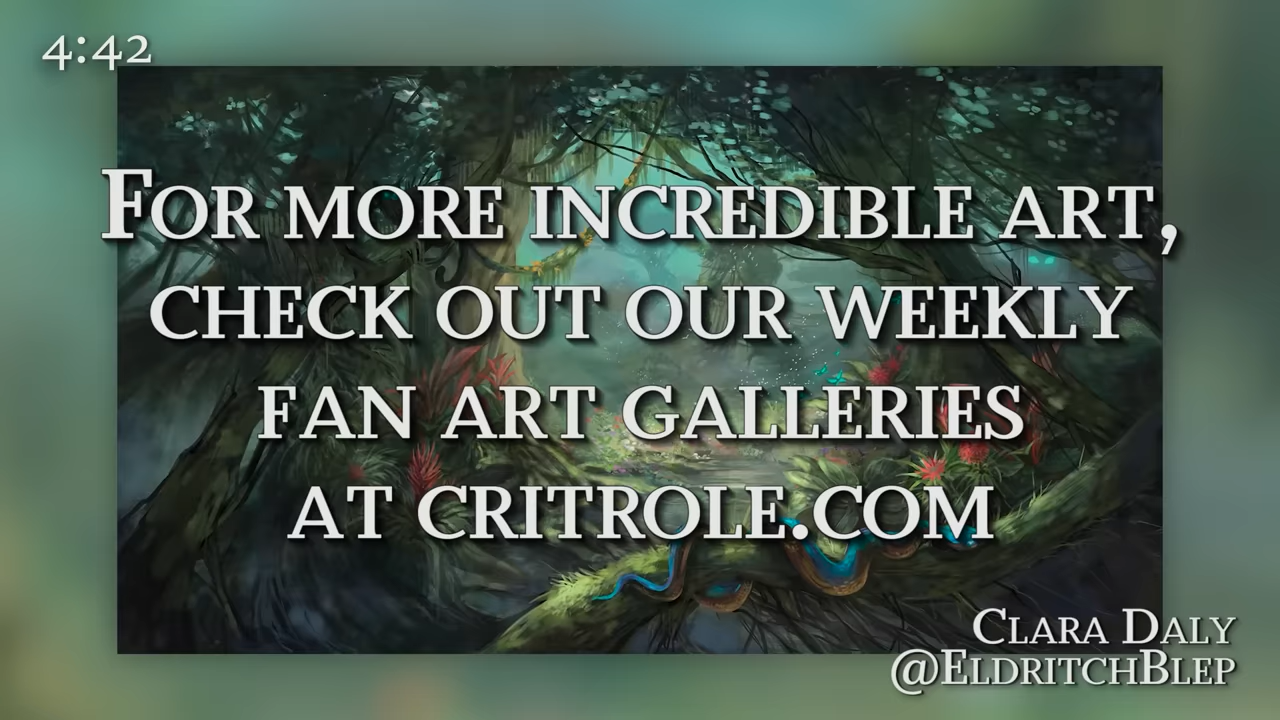 4:42
For more incredible art,
check out our weekly
fan art galleries
at critrole.com
Clara Daly
@EldritchBlep